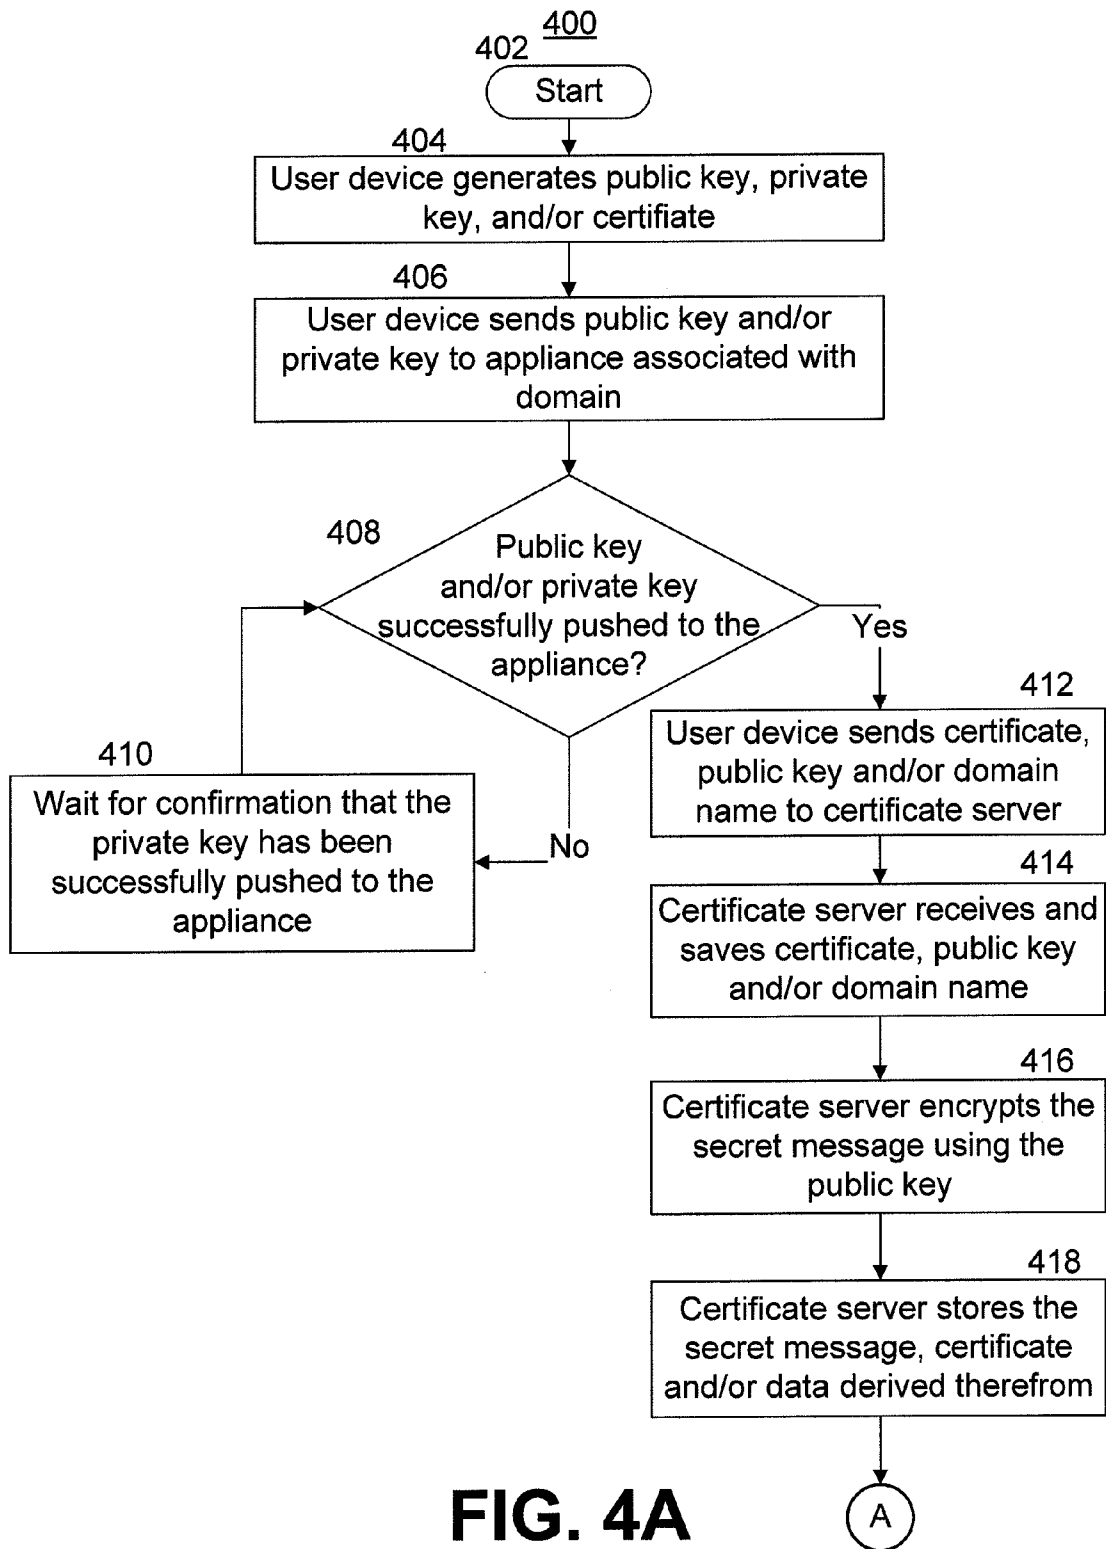 400
402
Start
404
User device generates public key, private
key, and/or certifiate
406
User device sends public key and/or
private key to appliance associated with
domain
408
Public key
and/or private key
successfully pushed to the
appliance?
Yes
410
Wait for confirmation that the
private key has been
successfully pushed to the
appliance
No
412
User device sends certificate,
public key and/or domain
name to certificate server
414
Certificate server receives and
saves certificate, public key
and/or domain name
416
Certificate server encrypts the
secret message using the
public key
418
Certificate server stores the
secret message, certificate
and/or data derived therefrom
A
FIG. 4A